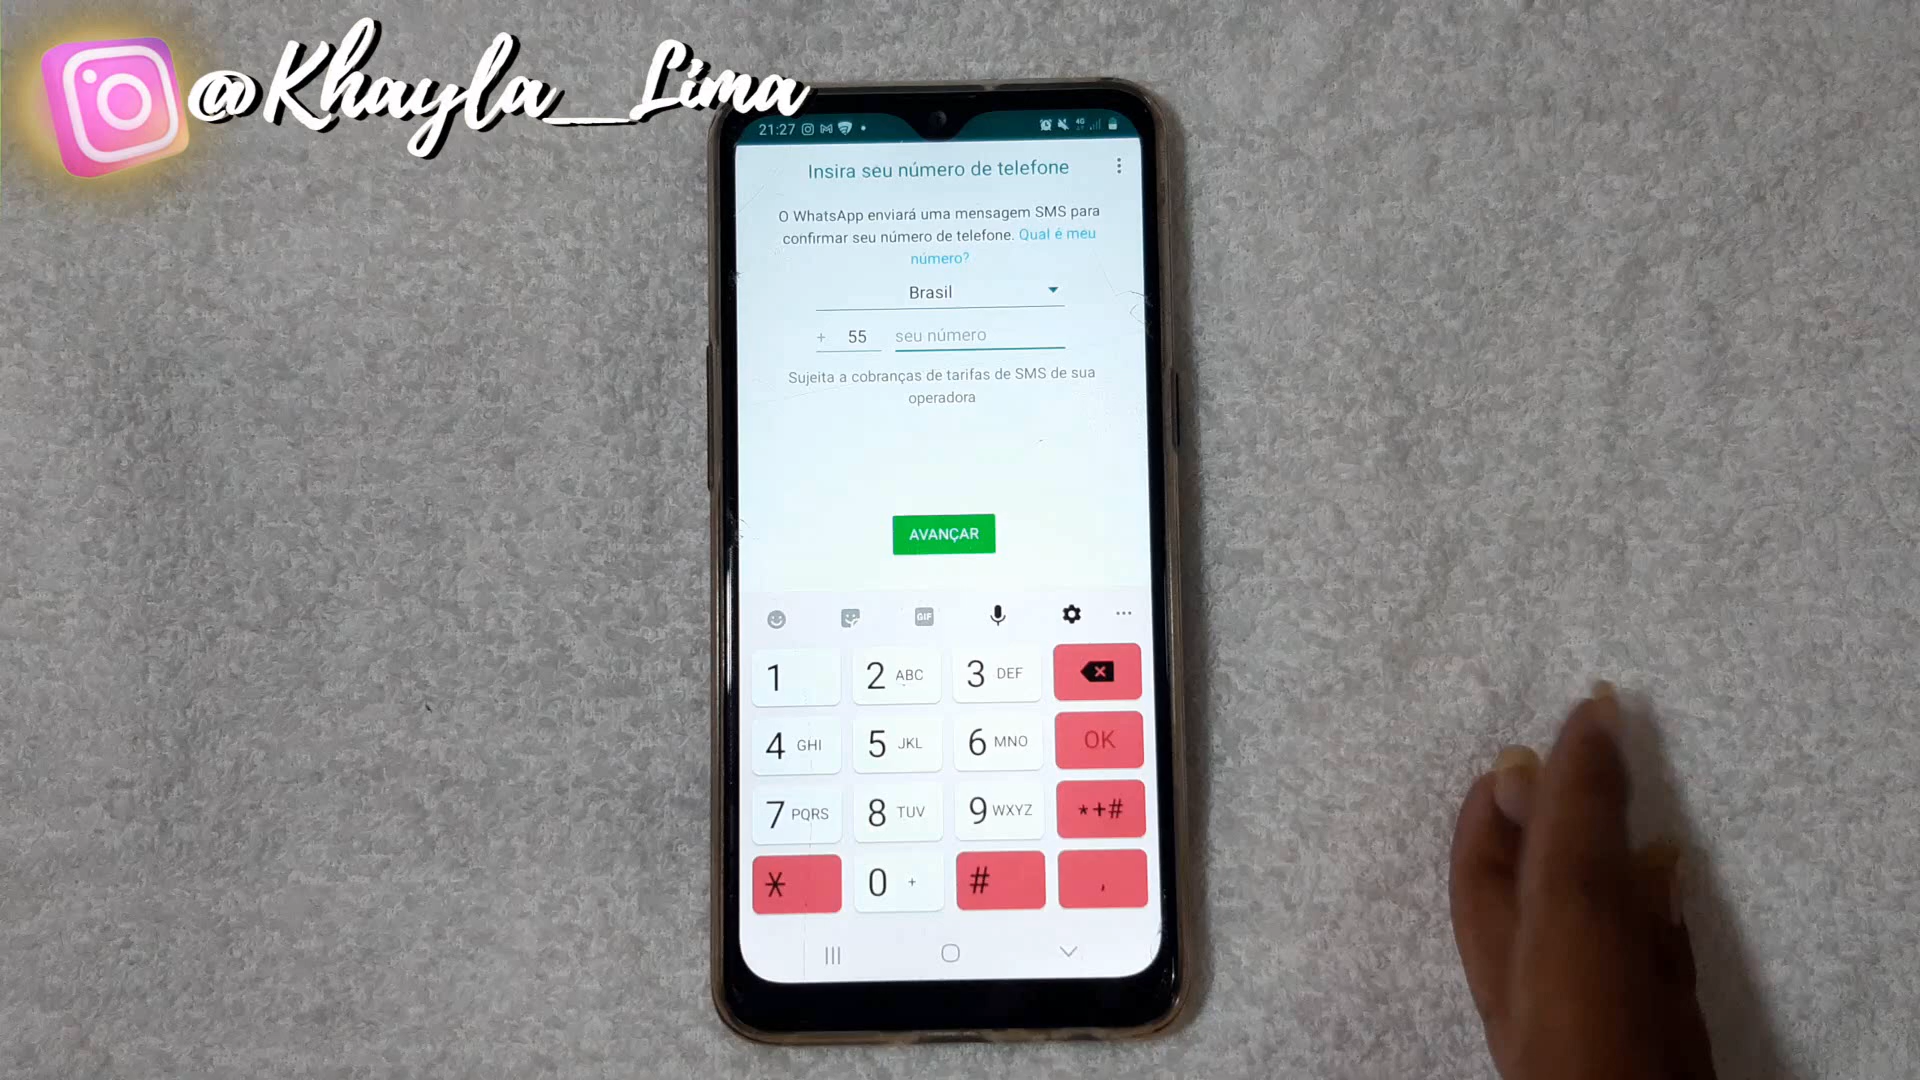 @Khayla__Lima
21:27
4G
Insira seu número de telefone
O WhatsApp enviará uma mensagem SMS para
confirmar seu número de telefone. Qual é meu
número?
Brasil
+ 55 seu número
Sujeita a cobranças de tarifas de SMS de sua
operadora
AVANÇAR
GIF
1 2 ABC 3 DEF
4 GHI 5 JKL 6 MNO OK
7 PQRS 8 TUV 9 WXYZ *+#
* 0 + # ,